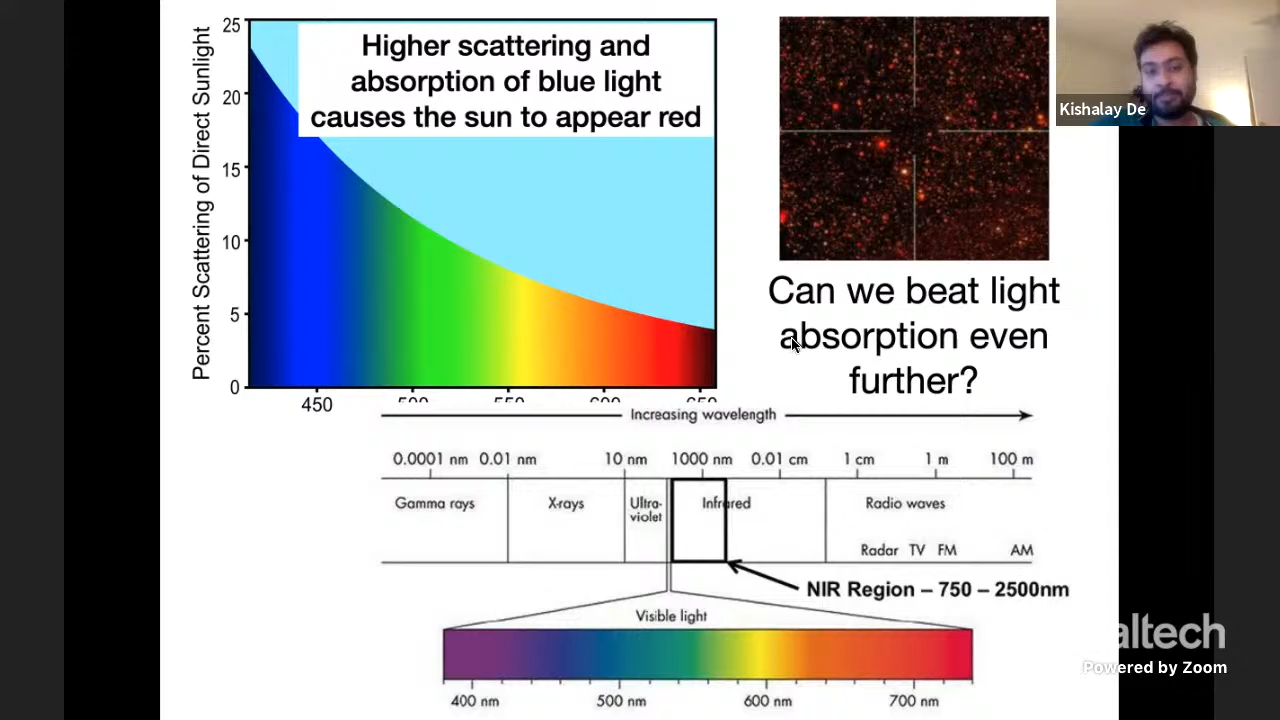 Percent Scattering of Direct Sunlight
25
20
15
10
5
0
Higher scattering and
absorption of blue light
causes the sun to appear red
450 500 550 600 650
Kishalay De
Can we beat light
absorption even
further?
Increasing wavelength
0.0001 nm 0.01 nm 10 nm 1000 nm 0.01 cm 1 cm 1 m 100 m
Gamma rays X-rays Ultra- Infrared Radio waves
violet
Radar TV FM AM
NIR Region – 750 – 2500nm
Visible light
400 nm 500 nm 600 nm 700 nm
altech
Powered by Zoom